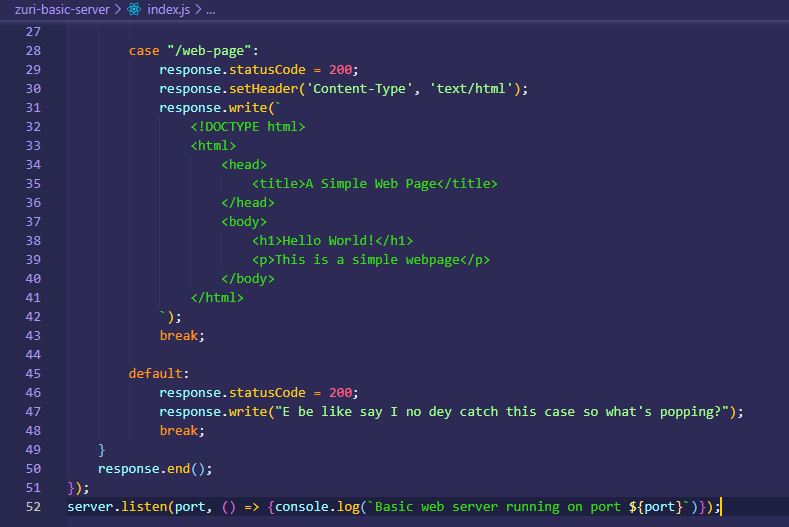 zuri-basic-server > index.js > ...
27
28 case "/web-page":
29 response.statusCode = 200;
30 response.setHeader('Content-Type', 'text/html');
31 response.write(`
32 <!DOCTYPE html>
33 <html>
34 <head>
35 <title>A Simple Web Page</title>
36 </head>
37 <body>
38 <h1>Hello World!</h1>
39 <p>This is a simple webpage</p>
40 </body>
41 </html>
42 `);
43 break;
44
45 default:
46 response.statusCode = 200;
47 response.write("E be like say I no dey catch this case so what's popping?");
48 break;
49 }
50 response.end();
51 });
52 server.listen(port, () => {console.log(`Basic web server running on port ${port}`)});